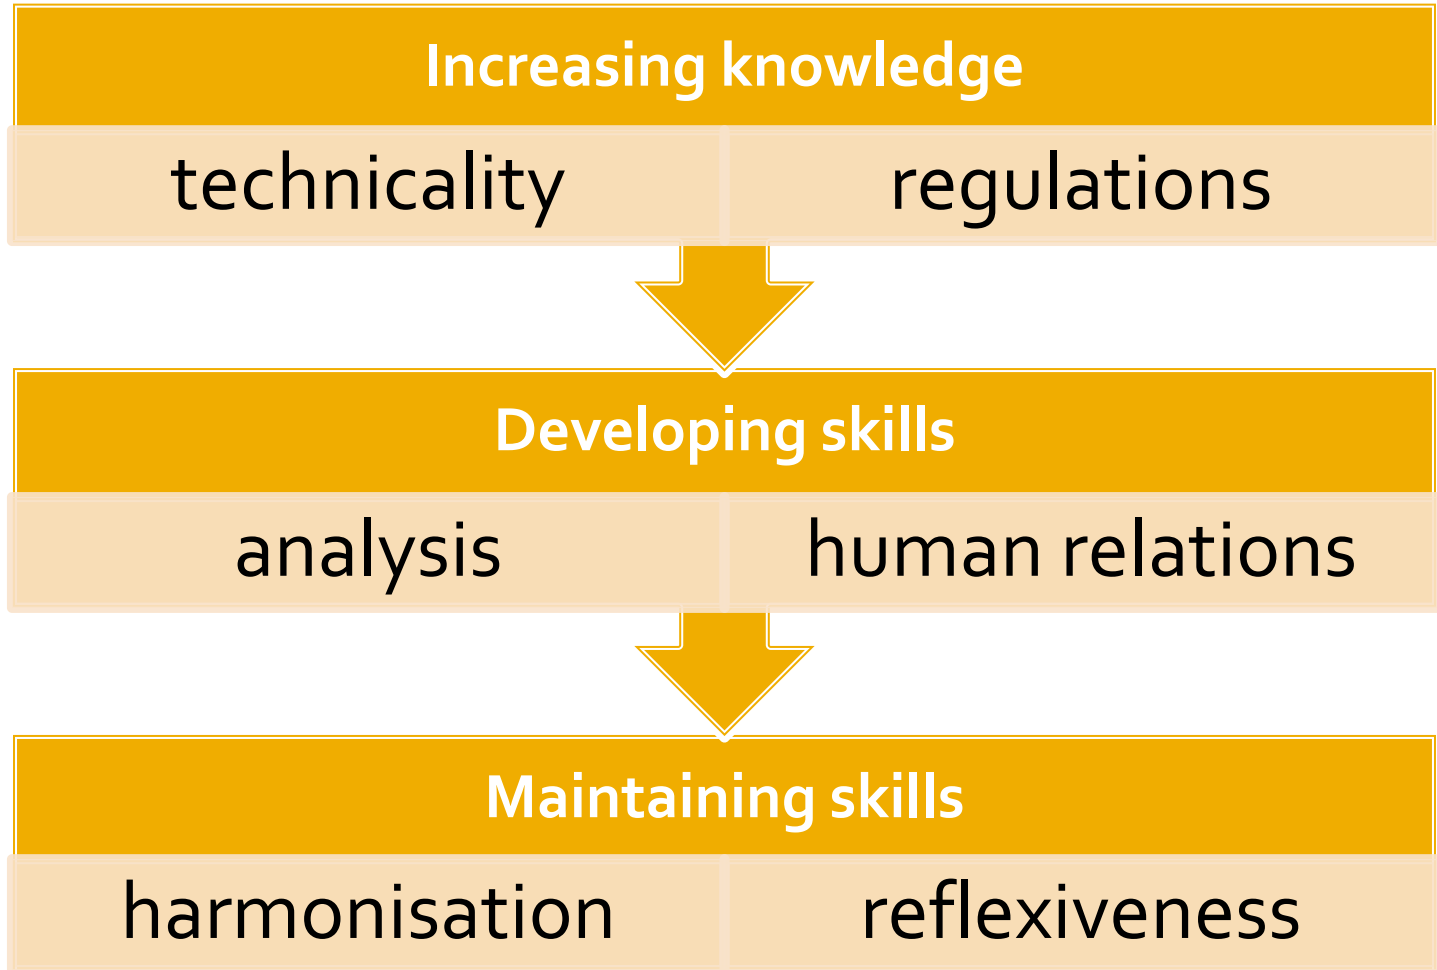 Increasing knowledge
technicality regulations
Developing skills
analysis human relations
Maintaining skills
harmonisation reflexiveness